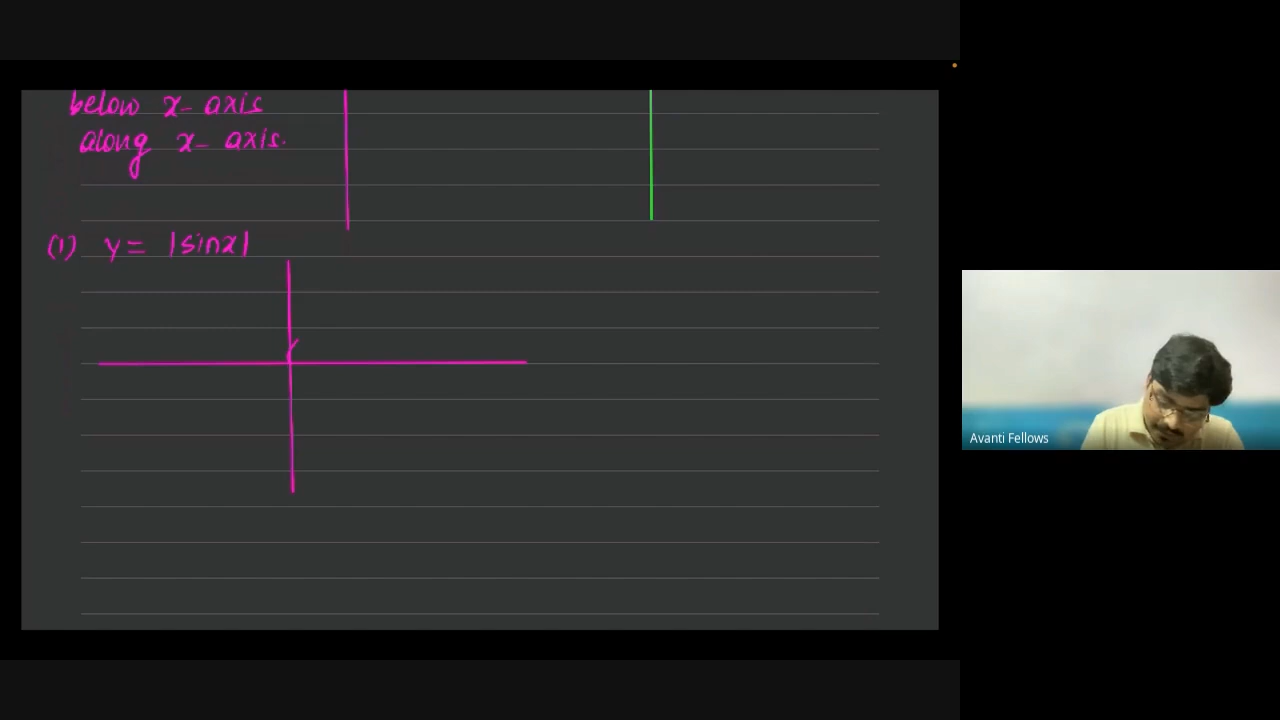 below x- axis
along x- axis.
(1) y = |sinx|
Avanti Fellows